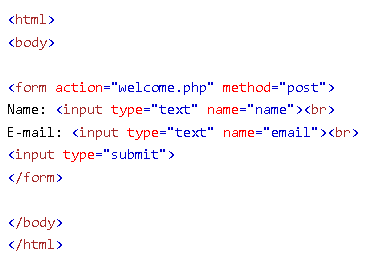 <html>
<body>

<form action="welcome.php" method="post">
Name: <input type="text" name="name"><br>
E-mail: <input type="text" name="email"><br>
<input type="submit">
</form>

</body>
</html>